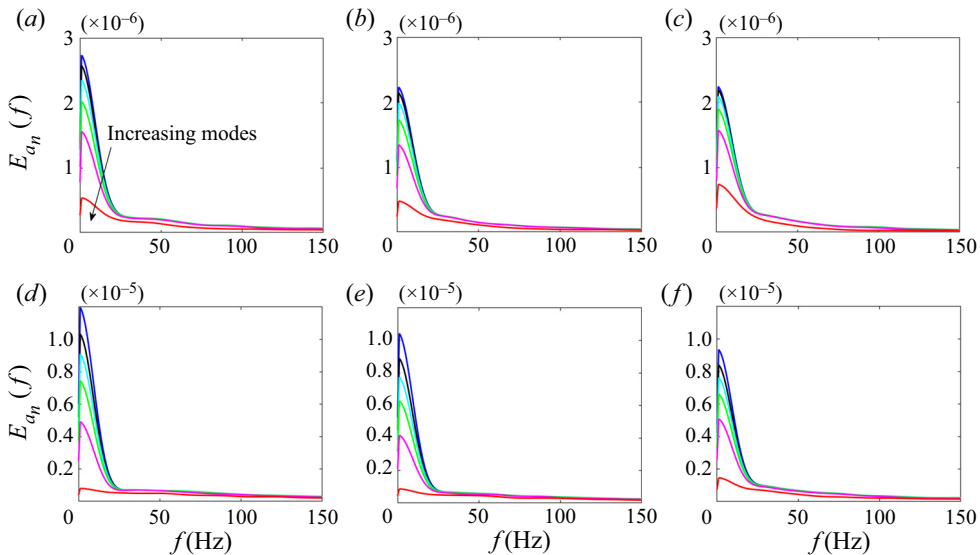 (a) (×10–6) (b) (×10–6) (c) (×10–6)
3 3 3
2 2 2
E_{a_n} (f)
Increasing modes
1 1 1
0 50 100 150 0 50 100 150 0 50 100 150
(d) (×10–5) (e) (×10–5) (f) (×10–5)
1.0 1.0 1.0
0.8 0.8 0.8
E_{a_n} (f)
0.6 0.6 0.6
0.4 0.4 0.4
0.2 0.2 0.2
0 50 100 150 0 50 100 150 0 50 100 150
f(Hz) f(Hz) f(Hz)